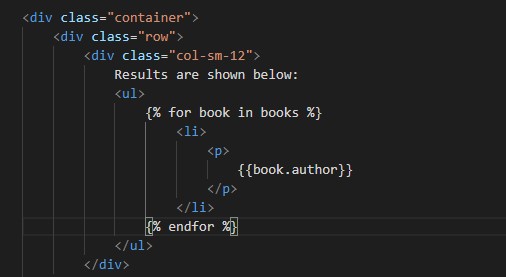 <div class="container">
<div class="row">
<div class="col-sm-12">
Results are shown below:
<ul>
{% for book in books %}
<li>
<p>
{{book.author}}
</p>
</li>
{% endfor %}
</ul>
</div>